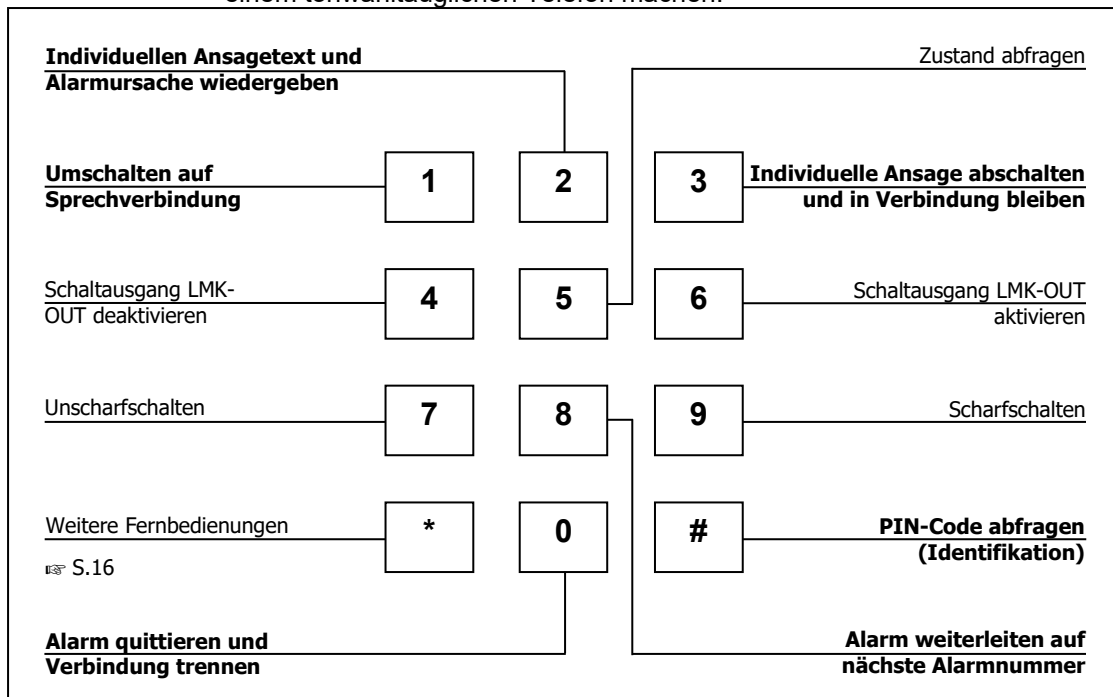 Individuellen Ansagetext und
Alarmursache wiedergeben
Zustand abfragen
Umschalten auf
Sprechverbindung
1
2
3
Individuelle Ansage abschalten
und in Verbindung bleiben
Schaltausgang LMK-
OUT deaktivieren
4
5
6
Schaltausgang LMK-OUT
aktivieren
Unscharfschalten
7
8
9
Scharfschalten
Weitere Fernbedienungen
☞ S.16
*
0
#
PIN-Code abfragen
(Identifikation)
Alarm quittieren und
Verbindung trennen
Alarm weiterleiten auf
nächste Alarmnummer